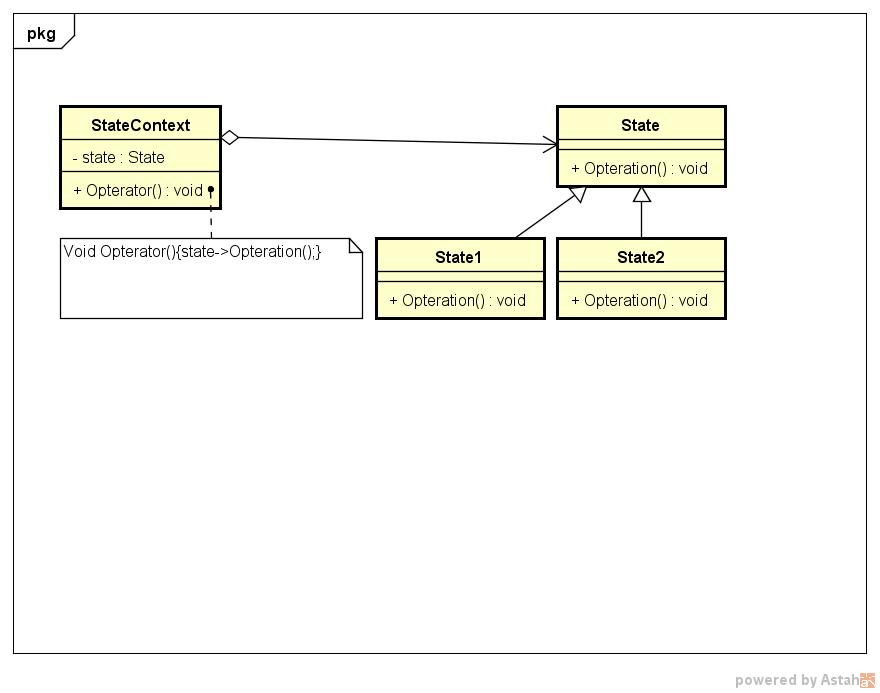 pkg
StateContext
- state : State
+ Opterator() : void
Void Opterator(){state->Opteration();}
State
+ Opteration() : void
State1
+ Opteration() : void
State2
+ Opteration() : void
powered by Astah